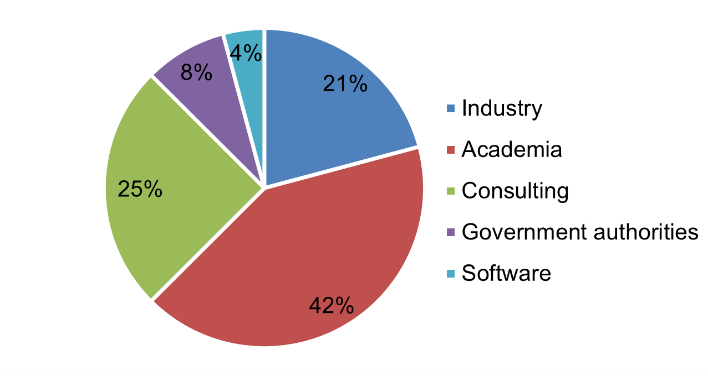 4%
8%
21%
25%
42%
Industry
Academia
Consulting
Government authorities
Software